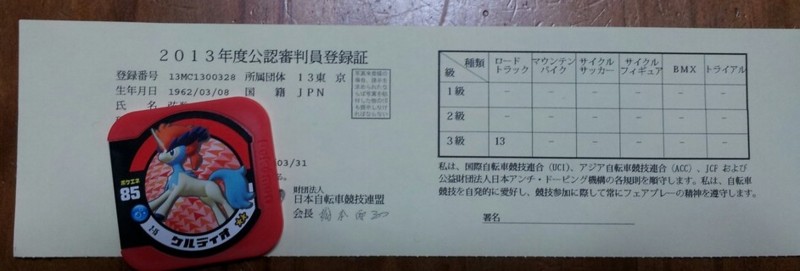 2013年度公認審判員登録証
登録番号 13MC1300328 所属団体 13東 京
生年月日 1962/03/08 国 籍 JPN
氏 名
03/31
財団法人
日本自転車競技連盟
会長
種類
級
ロード
トラック
マウンテン
バイク
サイクル
サッカー
サイクル
フィギュア
BMX
トライアル
1級 － － － － － －
2級 － － － － － －
3級 13 － － － － －
私は、国際自転車競技連合(UCI)、アジア自転車競技連合(ACC)、JCF および
公益財団法人日本アンチ・ドーピング機構の各規則を順守します。私は、自転車
競技を自発的に愛好し、競技参加に際して常にフェアプレーの精神を遵守します。
署名
ポケエネ
85
ケルディオ